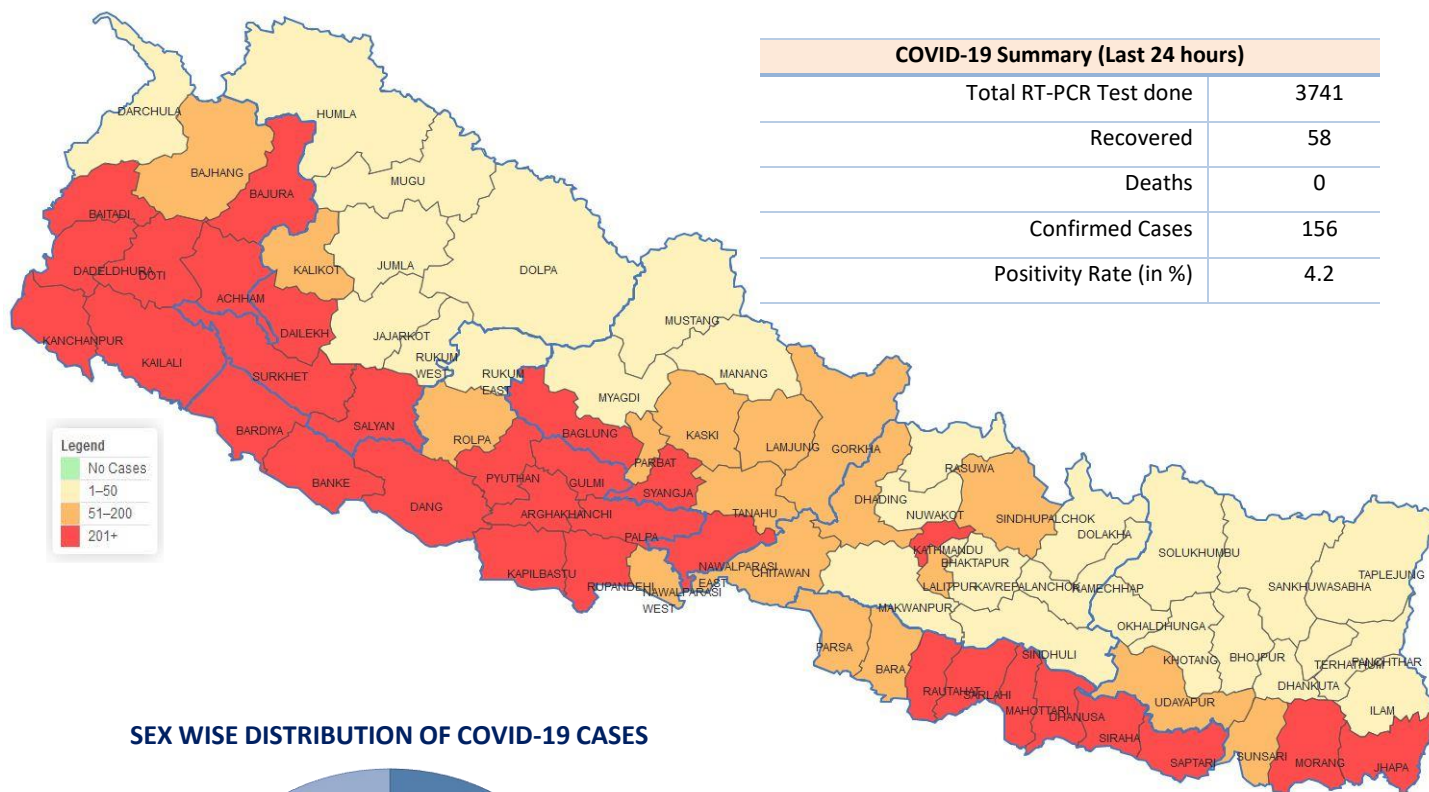 COVID-19 Summary (Last 24 hours)
Total RT-PCR Test done 3741
Recovered 58
Deaths 0
Confirmed Cases 156
Positivity Rate (in %) 4.2
DARCHULA
HUMLA
BAJHANG
MUGU
BAJURA
BAITADI
JUMLA
KALIKOT
DOLPA
DADELDHURA
DOTI
ACHHAM
MUSTANG
DAILEKH
JAJARKOT
KANCHANPUR
KAILALI
RUKUM
WEST
RUKUM
EAST
SURKHET
MANANG
MYAGDI
BARDIYA
SALYAN
ROLPA
BAGLUNG
KASKI
LAMJUNG
GORKHA
PARBAT
RASUWA
BANKE
PYUTHAN
GULMI
SYANGJA
DHADING
DANG
ARGHAKHANCHI
TANAHU
NUWAKOT
SINDHUPALCHOK
DOLAKHA
PALPA
KATHMANDU
BHAKTAPUR
SOLUKHUMBU
NAWALPARASI
EAST
CHITAWAN
KAPILBASTU
RUPANDEHI
NAWALPARASI
WEST
LALITPUR
KAVREPALANCHOK
RAMECHHAP
SANKHUWASABHA
TAPLEJUNG
MAKWANPUR
OKHALDHUNGA
PARSA
BARA
SINDHULI
KHOTANG
BHOJPUR
TERHATHUM
PANCHTHAR
DHANKUTA
RAUTAHAT
SARLAHI
MAHOTTARI
DHANUSA
SIRAHA
UDAYAPUR
ILAM
SAPTARI
SUNSARI
MORANG
JHAPA
Legend
No Cases
1–50
51–200
201+
SEX WISE DISTRIBUTION OF COVID-19 CASES